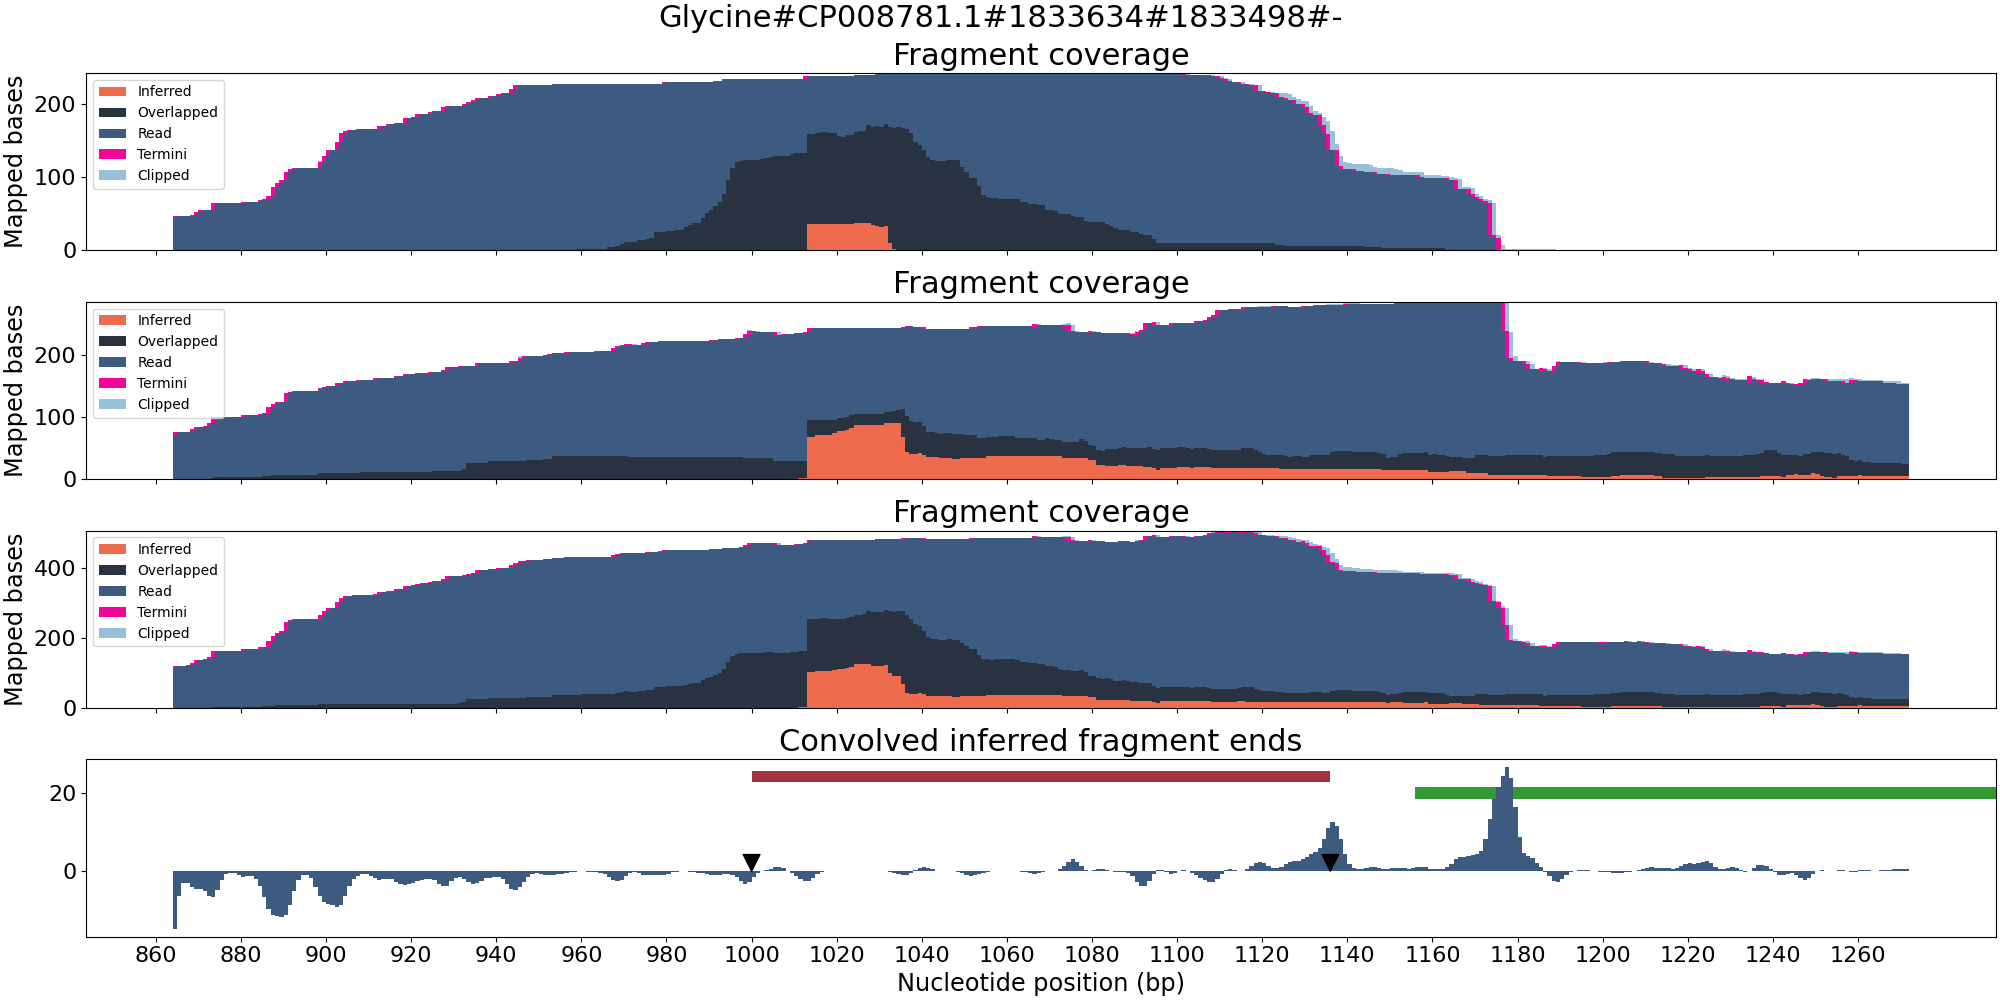 Glycine#CP008781.1#1833634#1833498#-
Fragment coverage
Mapped bases
200
100
0
Inferred
Overlapped
Read
Termini
Clipped
Fragment coverage
Mapped bases
200
100
0
Inferred
Overlapped
Read
Termini
Clipped
Fragment coverage
Mapped bases
400
200
0
Inferred
Overlapped
Read
Termini
Clipped
Convolved inferred fragment ends
20
0
860 880 900 920 940 960 980 1000 1020 1040 1060 1080 1100 1120 1140 1160 1180 1200 1220 1240 1260
Nucleotide position (bp)